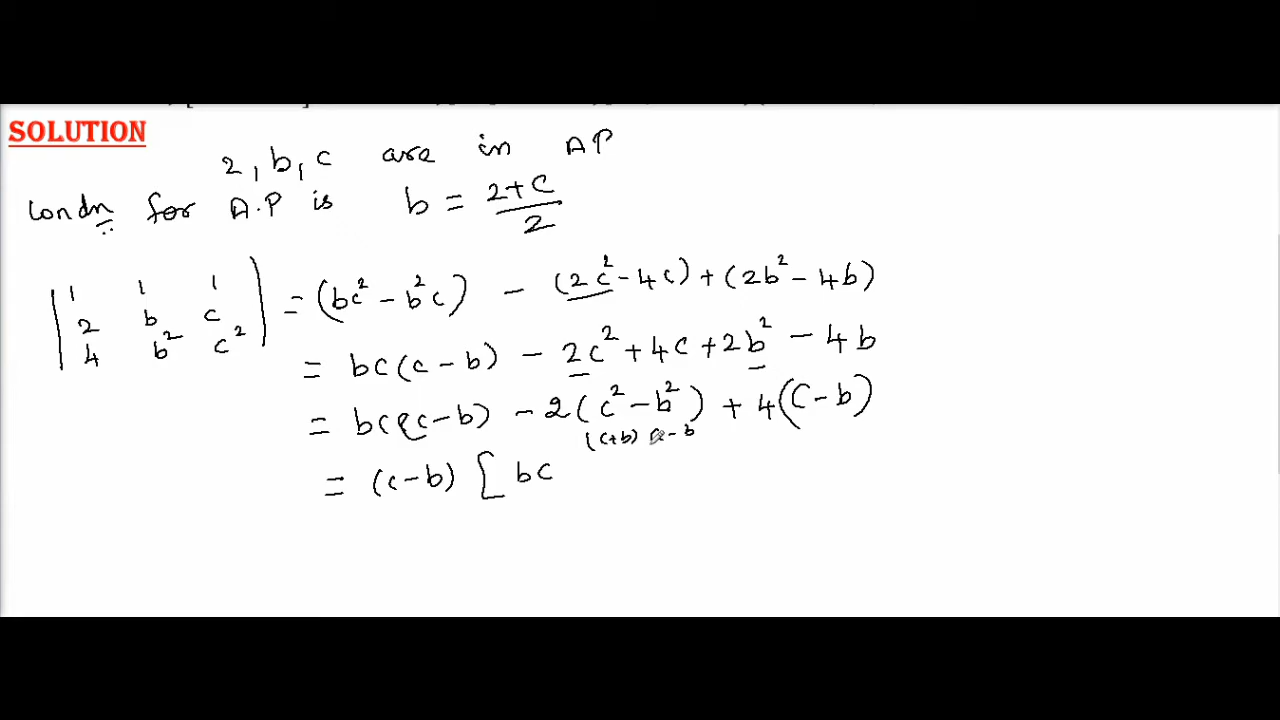 SOLUTION
2, b, c are in AP
Condn for A.P is b = 2+c/2
| 1 1 1 |
| 2 b c | = (bc² - b²c) - (2c² - 4c) + (2b² - 4b)
| 4 b² c² |
= bc(c - b) - 2c² + 4c + 2b² - 4b
= bc(c - b) - 2(c² - b²) + 4(c - b)
(c+b) c-b
= (c - b) [ bc